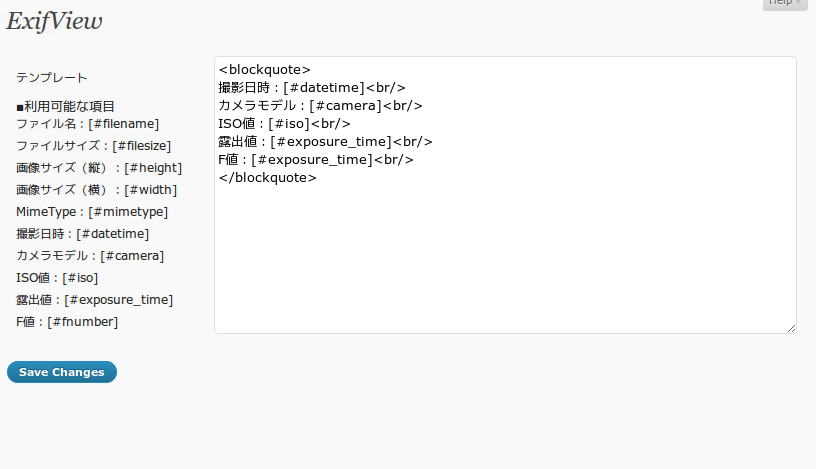 Help
ExifView
テンプレート
■利用可能な項目
ファイル名：[#filename]
ファイルサイズ：[#filesize]
画像サイズ（縦）：[#height]
画像サイズ（横）：[#width]
MimeType：[#mimetype]
撮影日時：[#datetime]
カメラモデル：[#camera]
ISO値：[#iso]
露出値：[#exposure_time]
F値：[#fnumber]
<blockquote>
撮影日時：[#datetime]<br/>
カメラモデル：[#camera]<br/>
ISO値：[#iso]<br/>
露出値：[#exposure_time]<br/>
F値：[#exposure_time]<br/>
</blockquote>
Save Changes